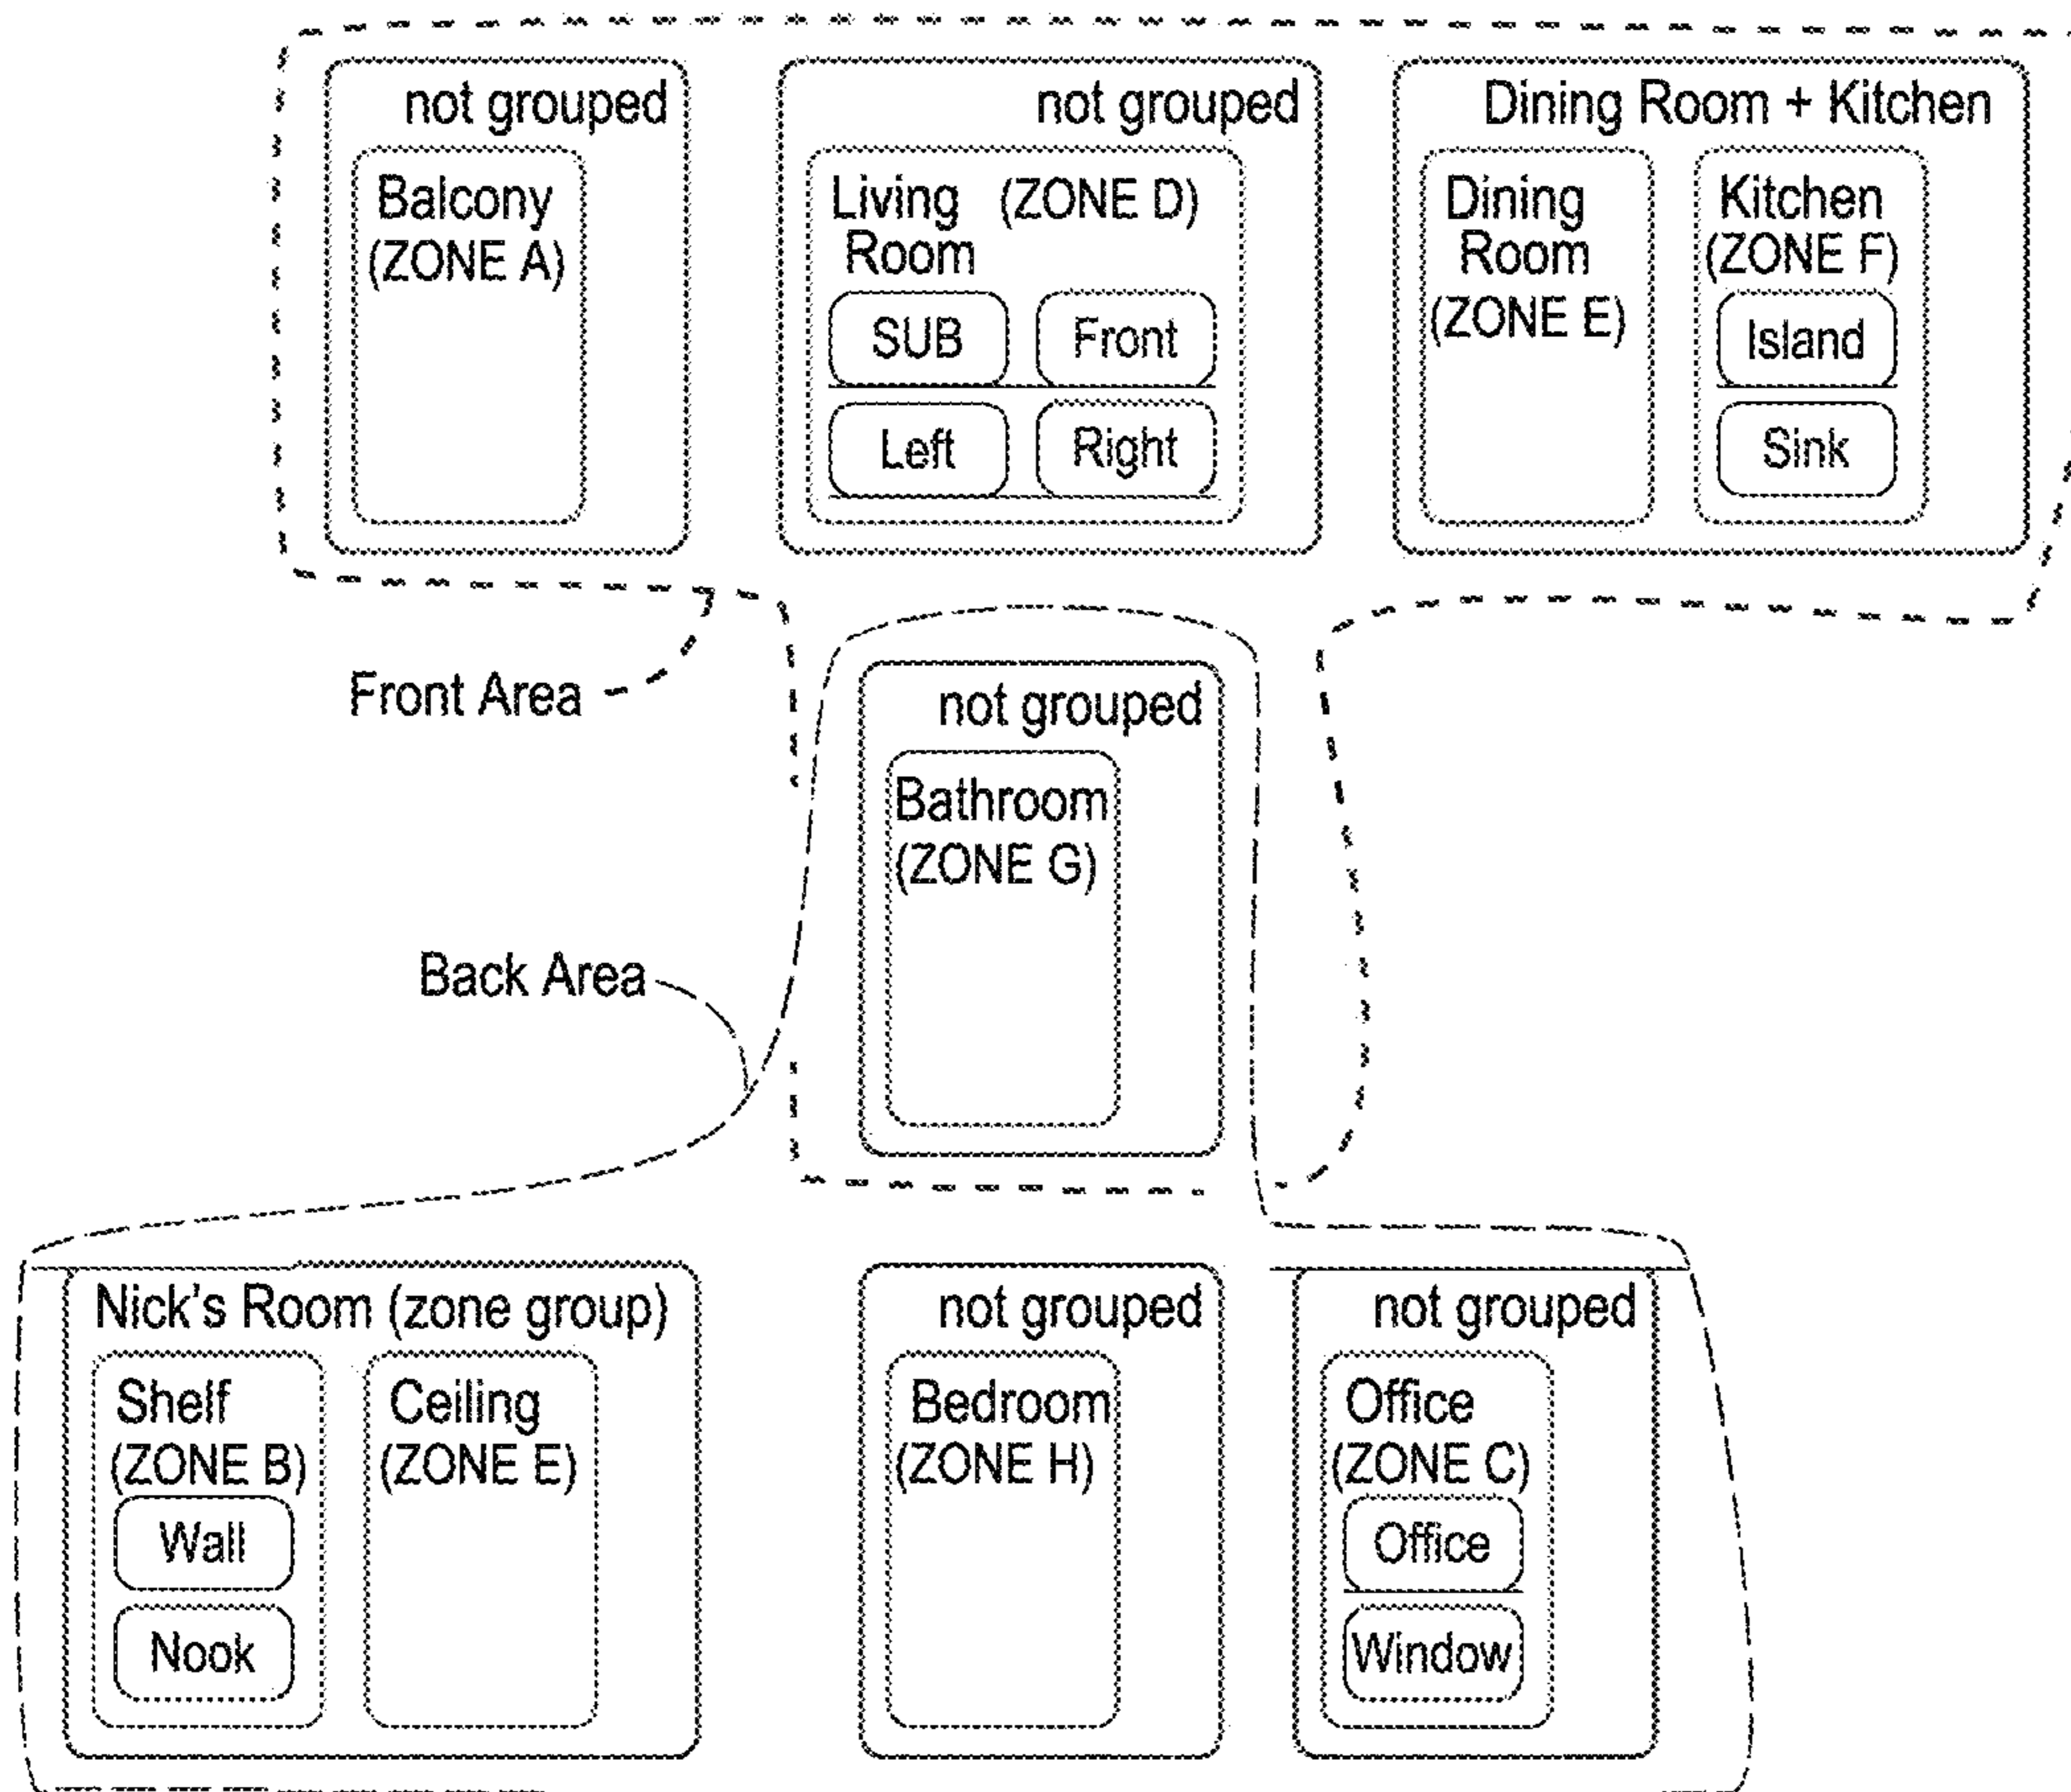 not grouped
Balcony
(ZONE A)
not grouped
Living (ZONE D)
Room
SUB
Front
Left
Right
Dining Room + Kitchen
Dining
Room
(ZONE E)
Kitchen
(ZONE F)
Island
Sink
Front Area
not grouped
Bathroom
(ZONE G)
Back Area
Nick's Room (zone group)
Shelf
(ZONE B)
Wall
Nook
Ceiling
(ZONE E)
not grouped
Bedroom
(ZONE H)
not grouped
Office
(ZONE C)
Office
Window